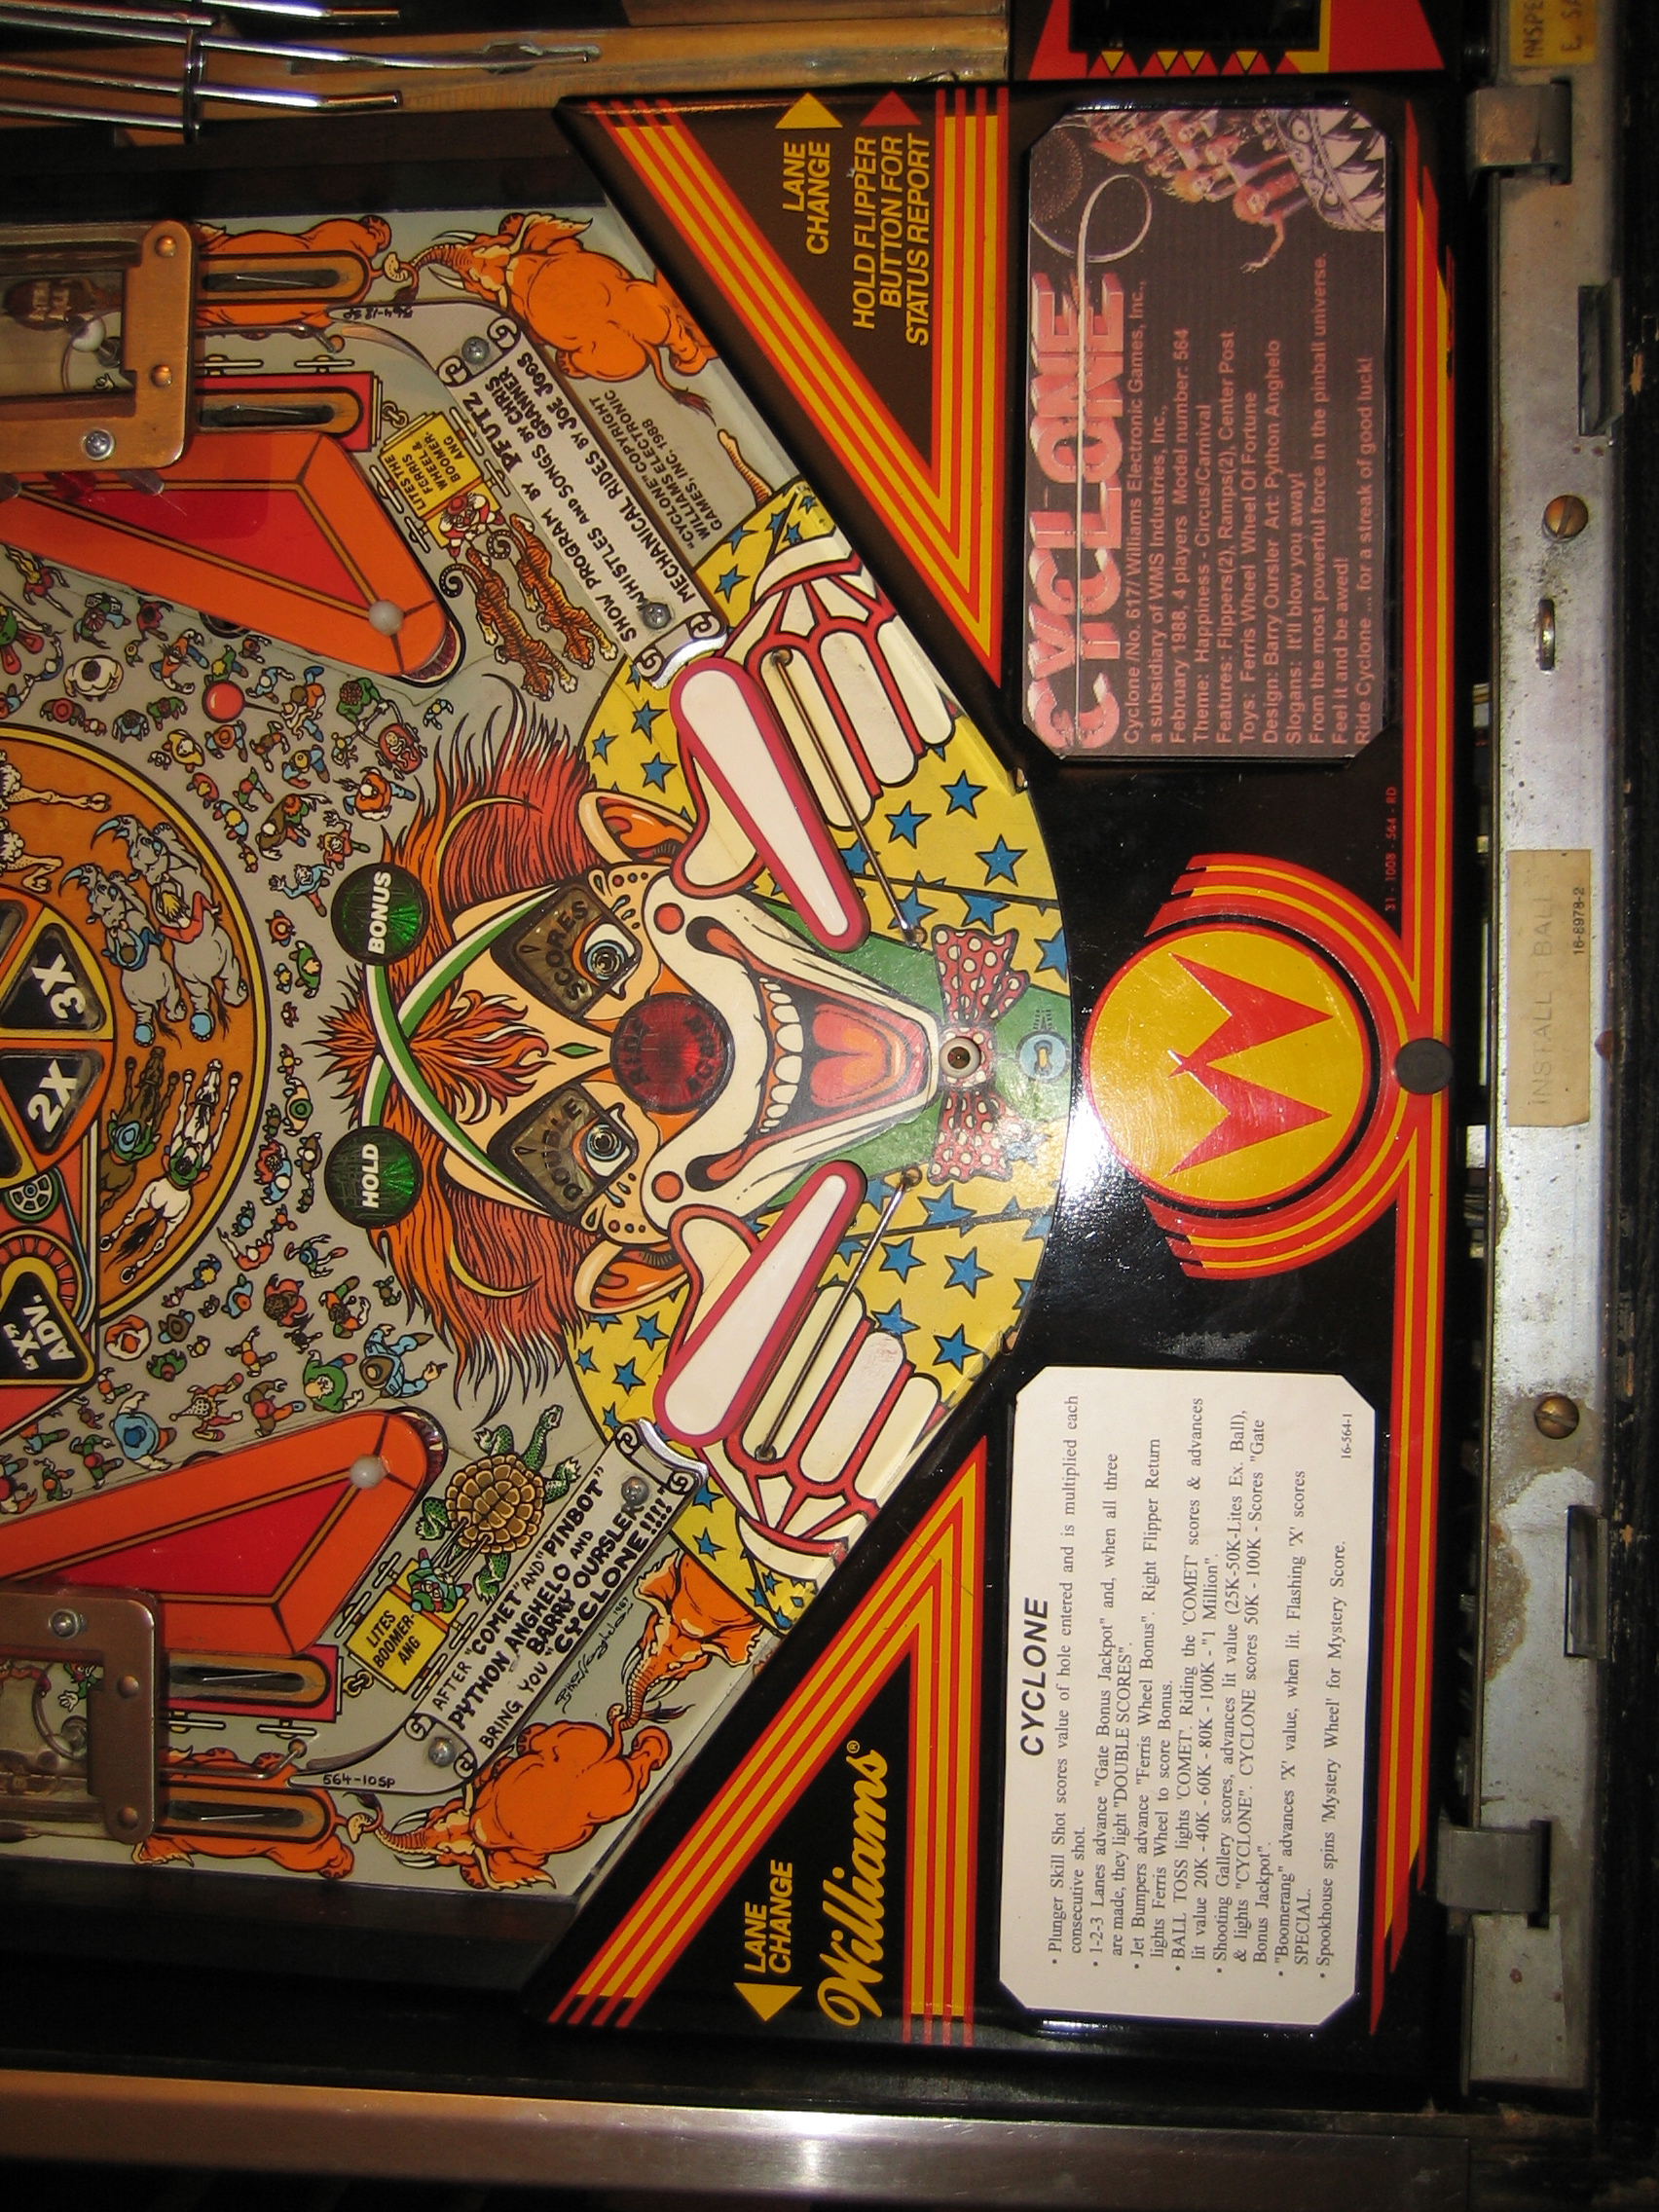 3X
2X
"X"
ADV.
HOLD
BONUS
DOUBLE
SCORES
LITES
BOOMER-
ANG
LITES THE
FERRIS
WHEEL &
BOOMER-
ANG
AFTER "COMET" AND "PINBOT"
PYTHON ANGHELO AND
BARRY OURSLER
BRING YOU "CYCLONE!!!!"
1987
564-10SP
SHOW PROGRAM BY PFUTZ
WHISTLES AND SONGS BY CHRIS
GRANNER
MECHANICAL RIDES BY JOE JOOS
"CYCLONE" COPYRIGHT
WILLIAMS ELECTRONIC
GAMES, INC, 1988
LANE
CHANGE
Williams®
LANE
CHANGE
HOLD FLIPPER
BUTTON FOR
STATUS REPORT
CYCLONE
• Plunger Skill Shot scores value of hole entered and is multiplied each
consecutive shot.
• 1-2-3 Lanes advance "Gate Bonus Jackpot" and, when all three
are made, they light "DOUBLE SCORES".
• Jet Bumpers advance "Ferris Wheel Bonus". Right Flipper Return
lights Ferris Wheel to score Bonus.
• BALL TOSS lights 'COMET'. Riding the 'COMET' scores & advances
lit value 20K - 40K - 60K - 80K - 100K - "1 Million".
• Shooting Gallery scores, advances lit value (25K-50K-Lites Ex. Ball),
& lights "CYCLONE". CYCLONE scores 50K - 100K - Scores "Gate
Bonus Jackpot".
• "Boomerang" advances 'X' value, when lit. Flashing 'X' scores
SPECIAL.
• Spookhouse spins 'Mystery Wheel' for Mystery Score.
16-564-1
CYCLONE
Cyclone /No. 617/ Williams Electronic Games, Inc.,
a subsidiary of WMS Industries, Inc.,
February 1988, 4 players Model number: 564
Theme: Happiness - Circus/Carnival
Features: Flippers(2), Ramps(2), Center Post
Toys: Ferris Wheel Wheel Of Fortune
Design: Barry Oursler Art: Python Anghelo
Slogans: It'll blow you away!
From the most powerful force in the pinball universe.
Feel it and be awed!
Ride Cyclone for a streak of good luck!
31 - 1008 - 564 - RD
INSTALL 1 BALL
16-8978-2
INSPE